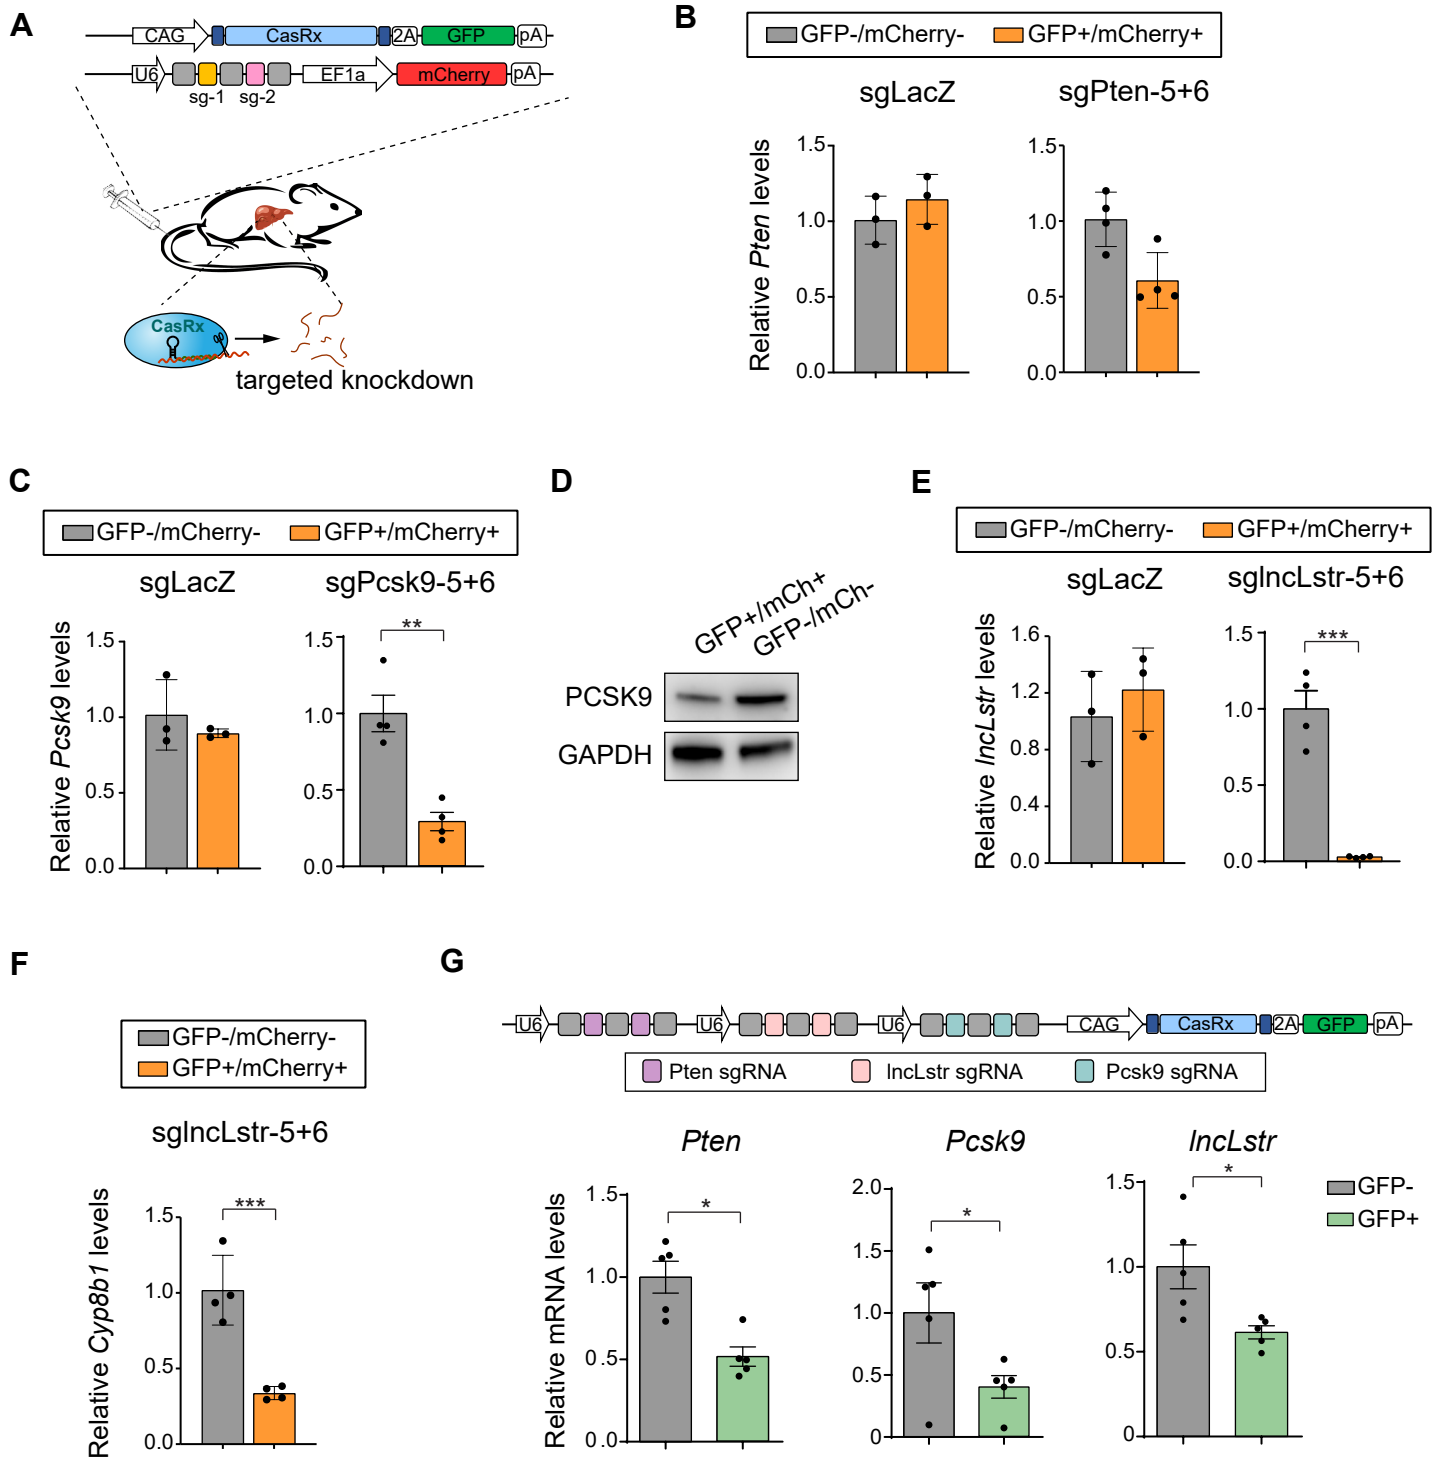 A
CAG CasRx 2A GFP pA
U6 EF1a mCherry pA
sg-1 sg-2
CasRx
targeted knockdown
B
GFP-/mCherry- GFP+/mCherry+
sgLacZ sgPten-5+6
Relative Pten levels
1.5
1.0
0.5
0.0
1.5
1.0
0.5
0.0
C
GFP-/mCherry- GFP+/mCherry+
sgLacZ sgPcsk9-5+6
Relative Pcsk9 levels
1.5
1.0
0.5
0.0
1.5
1.0
0.5
0.0
**
D
GFP+/mCh+
GFP-/mCh-
PCSK9
GAPDH
E
GFP-/mCherry- GFP+/mCherry+
sgLacZ sglncLstr-5+6
Relative lncLstr levels
1.6
1.2
0.8
0.4
0.0
1.5
1.0
0.5
0.0
***
F
GFP-/mCherry-
GFP+/mCherry+
sglncLstr-5+6
Relative Cyp8b1 levels
1.5
1.0
0.5
0.0
***
G
U6 U6 U6 CAG CasRx 2A GFP pA
Pten sgRNA lncLstr sgRNA Pcsk9 sgRNA
Pten Pcsk9 lncLstr
Relative mRNA levels
1.5
1.0
0.5
0.0
*
2.0
1.5
1.0
0.5
0
*
1.5
1.0
0.5
0
*
GFP-
GFP+